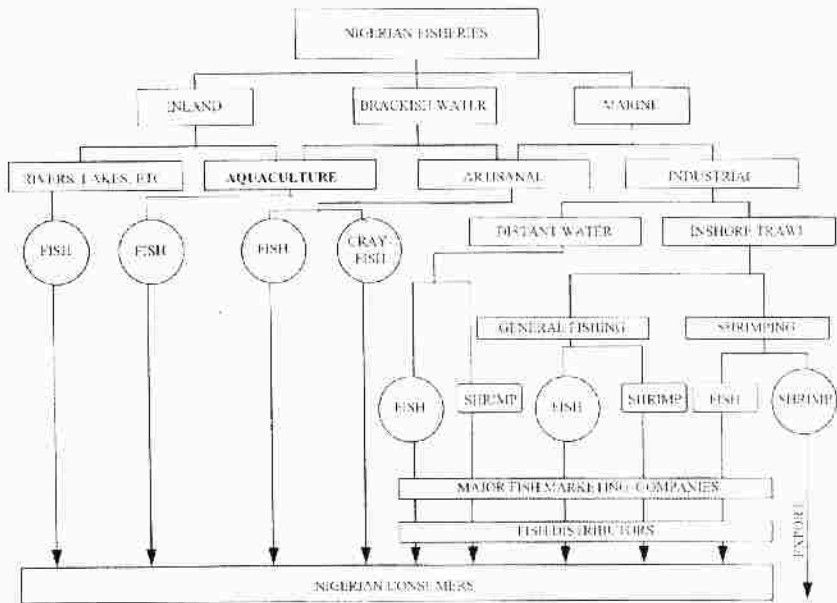 NIGERIAN FISHERIES
INLAND
BRACKISH WATER
MARINE
RIVERS, LAKES, ETC
AQUACULTURE
ARTISANAL
INDUSTRIAL
FISH
FISH
FISH
CRAY-
FISH
DISTANT WATER
INSHORE TRAWL
GENERAL FISHING
SHRIMPING
FISH
SHRIMP
FISH
SHRIMP
FISH
SHRIMP
MAJOR FISH MARKETING COMPANIES
FISH DISTRIBUTORS
EXPORT
NIGERIAN CONSUMERS